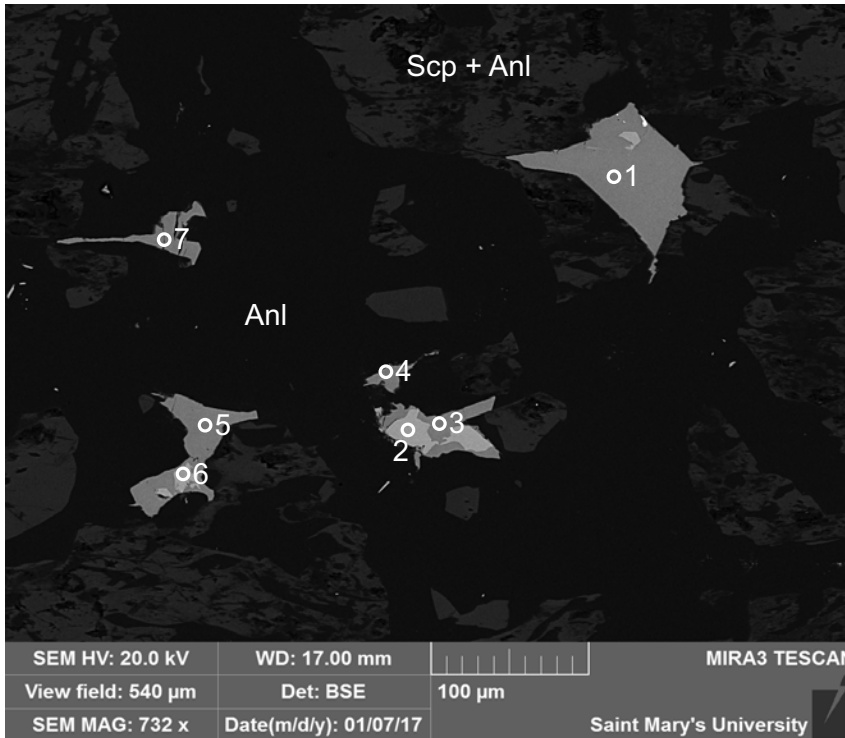 Scp + Anl
1
7
Anl
4
5
3
2
6
SEM HV: 20.0 kV
WD: 17.00 mm
MIRA3 TESCAN
View field: 540 µm
Det: BSE
100 µm
SEM MAG: 732 x
Date(m/d/y): 01/07/17
Saint Mary's University